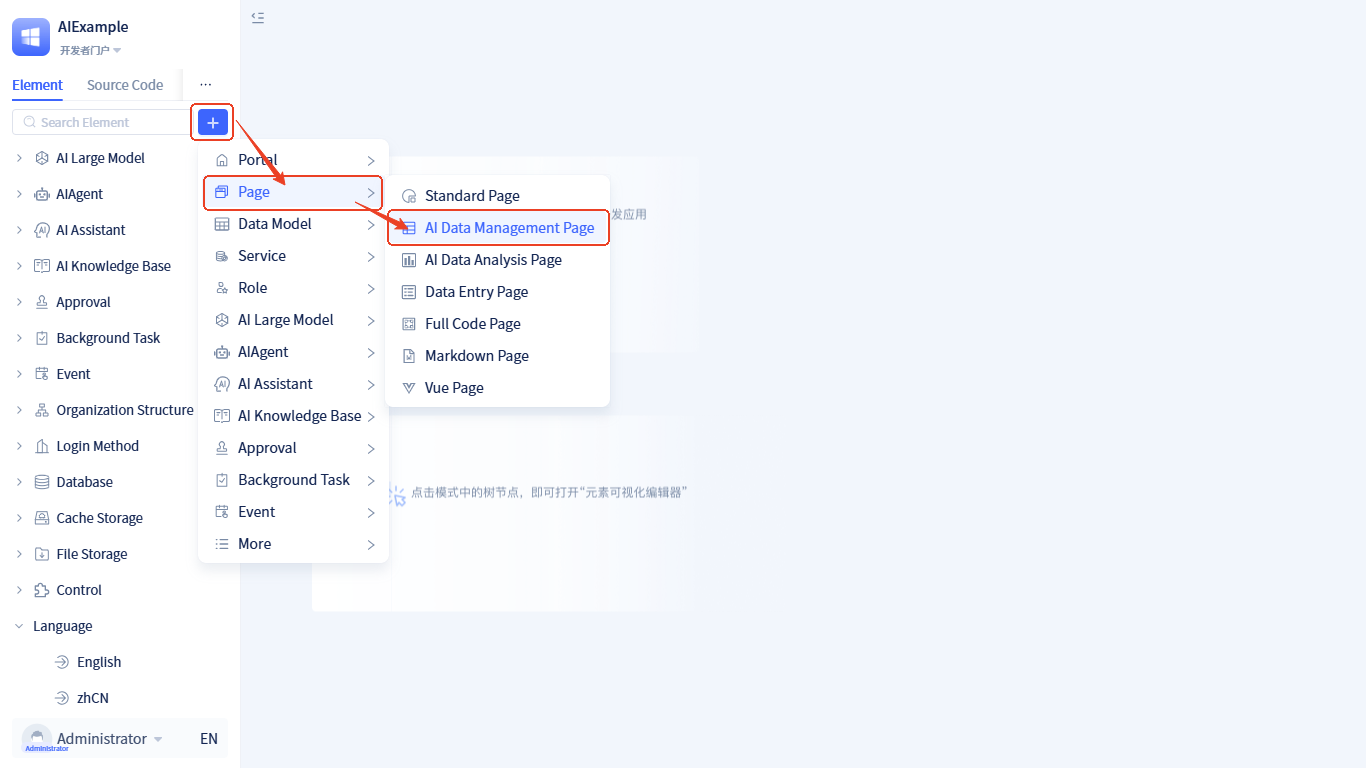 AIExample
开发者门户
Element Source Code ...
Search Element
AI Large Model
AIAgent
AI Assistant
AI Knowledge Base
Approval
Background Task
Event
Organization Structure
Login Method
Database
Cache Storage
File Storage
Control
Language
English
zhCN
Administrator
Administrator EN
Portal
Page
Data Model
Service
Role
AI Large Model
AIAgent
AI Assistant
AI Knowledge Base
Approval
Background Task
Event
More
Standard Page
AI Data Management Page
AI Data Analysis Page
Data Entry Page
Full Code Page
Markdown Page
Vue Page
发应用
点击模式中的树节点，即可打开“元素可视化编辑器”